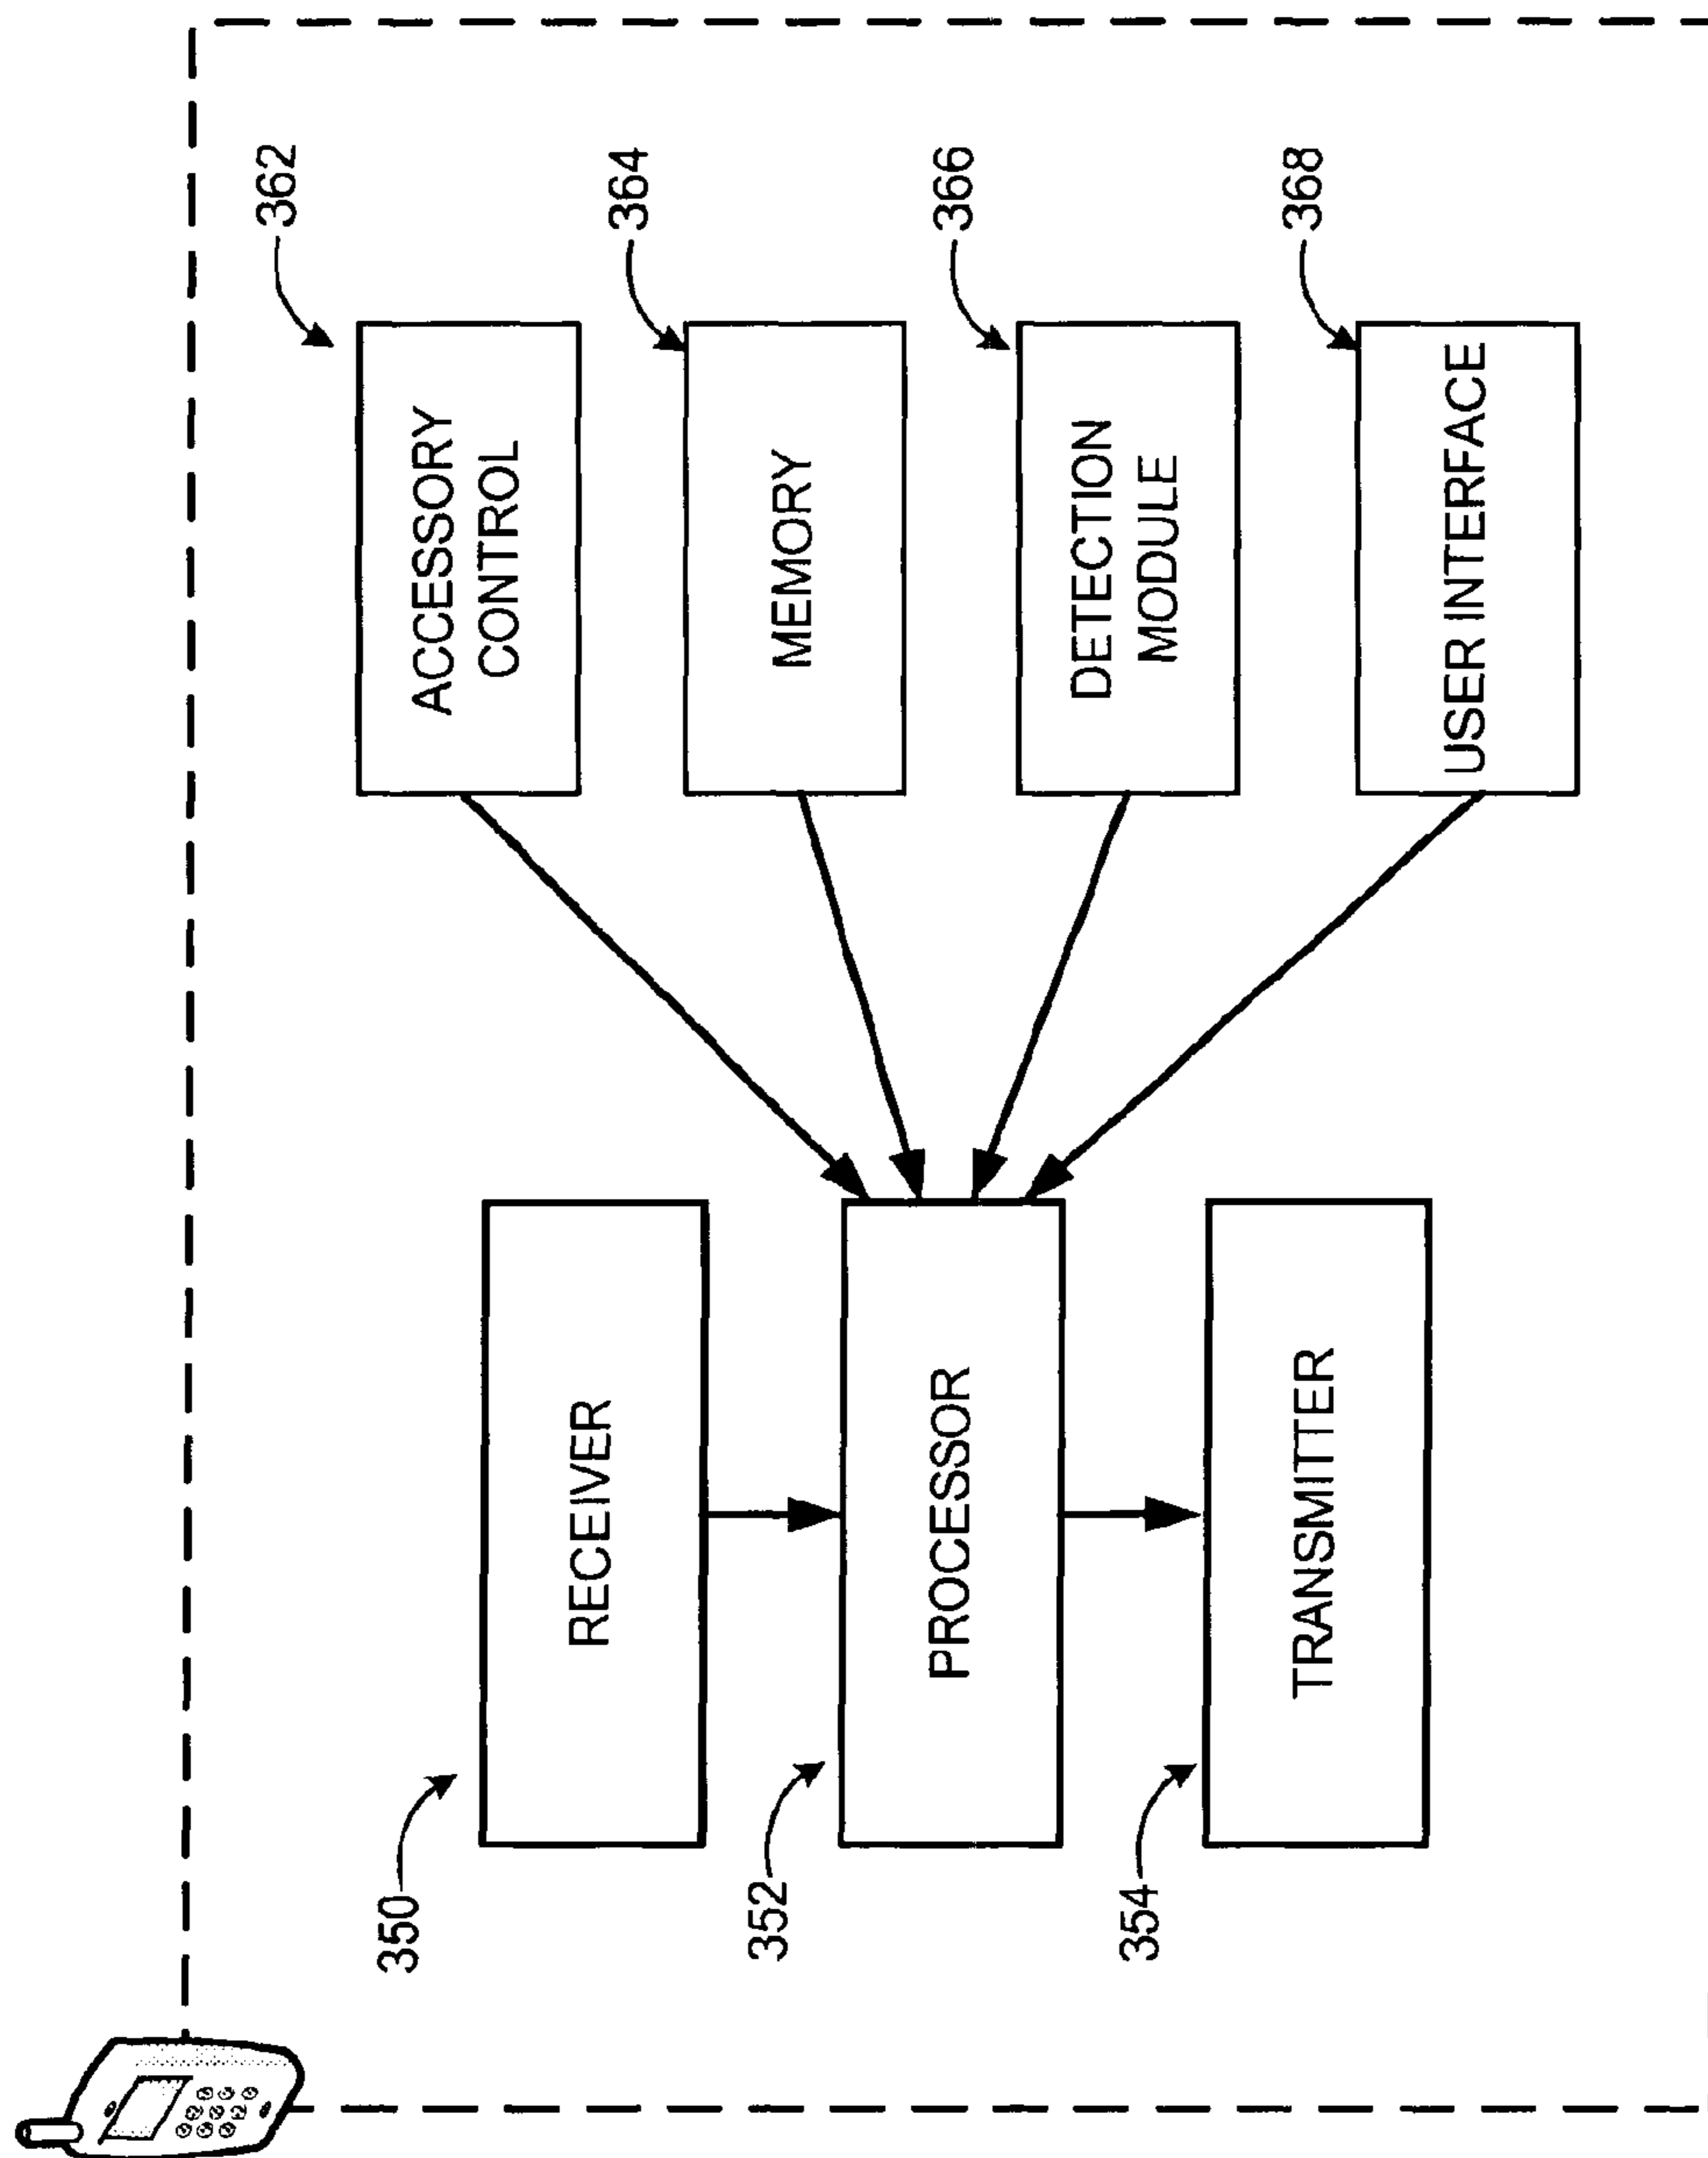 350
RECEIVER
352
PROCESSOR
354
TRANSMITTER
362
ACCESSORY
CONTROL
364
MEMORY
366
DETECTION
MODULE
368
USER INTERFACE